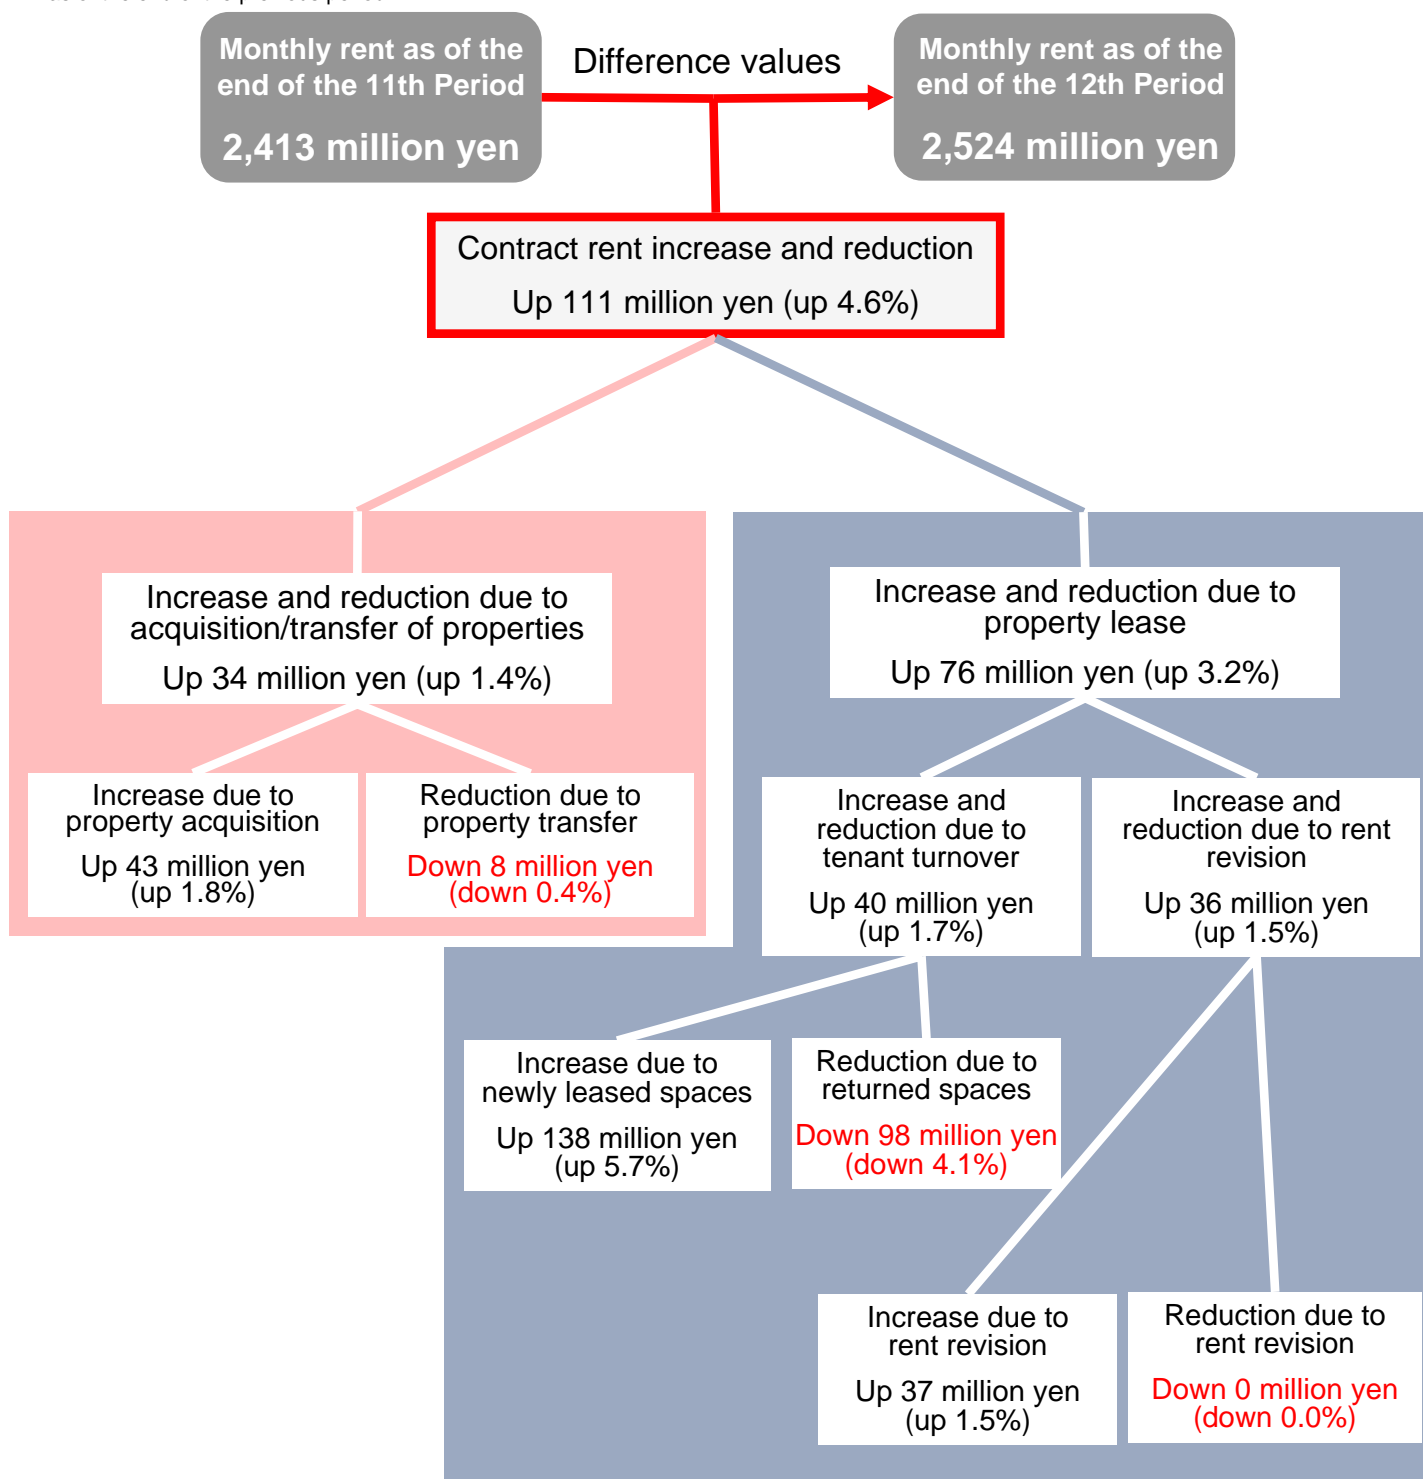 Monthly rent as of the
end of the 11th Period
2,413 million yen
Difference values
Monthly rent as of the
end of the 12th Period
2,524 million yen
Contract rent increase and reduction
Up 111 million yen (up 4.6%)
Increase and reduction due to
acquisition/transfer of properties
Up 34 million yen (up 1.4%)
Increase and reduction due to
property lease
Up 76 million yen (up 3.2%)
Increase due to
property acquisition
Up 43 million yen
(up 1.8%)
Reduction due to
property transfer
Down 8 million yen
(down 0.4%)
Increase and
reduction due to
tenant turnover
Up 40 million yen
(up 1.7%)
Increase and
reduction due to rent
revision
Up 36 million yen
(up 1.5%)
Increase due to
newly leased spaces
Up 138 million yen
(up 5.7%)
Reduction due to
returned spaces
Down 98 million yen
(down 4.1%)
Increase due to
rent revision
Up 37 million yen
(up 1.5%)
Reduction due to
rent revision
Down 0 million yen
(down 0.0%)